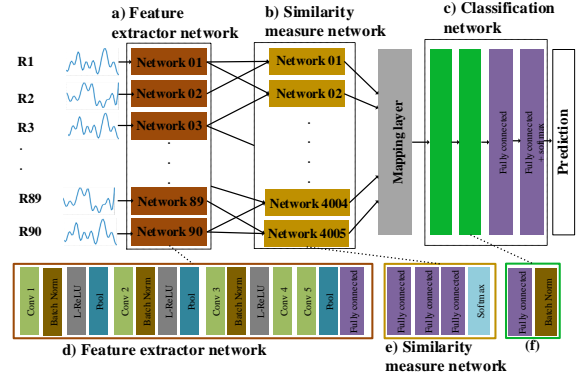 a) Feature
extractor network
b) Similarity
measure network
c) Classification
network
R1
R2
R3
.
.
.
R89
R90
Network 01
Network 02
Network 03
. .
. .
. .
Network 89
Network 90
Network 01
Network 02
.
.
.
Network 4004
Network 4005
Mapping layer
Fully connected
Fully connected
+ softmax
Prediction
Conv 1
Batch Norm
L-ReLU
Pool
Conv 2
Batch Norm
L-ReLU
Pool
Conv 3
Batch Norm
L-ReLU
Conv 4
Conv 5
Pool
Fully connected
d) Feature extractor network
Fully connected
Fully connected
Fully connected
Softmax
e) Similarity
measure network
Fully connected
Batch Norm
(f)